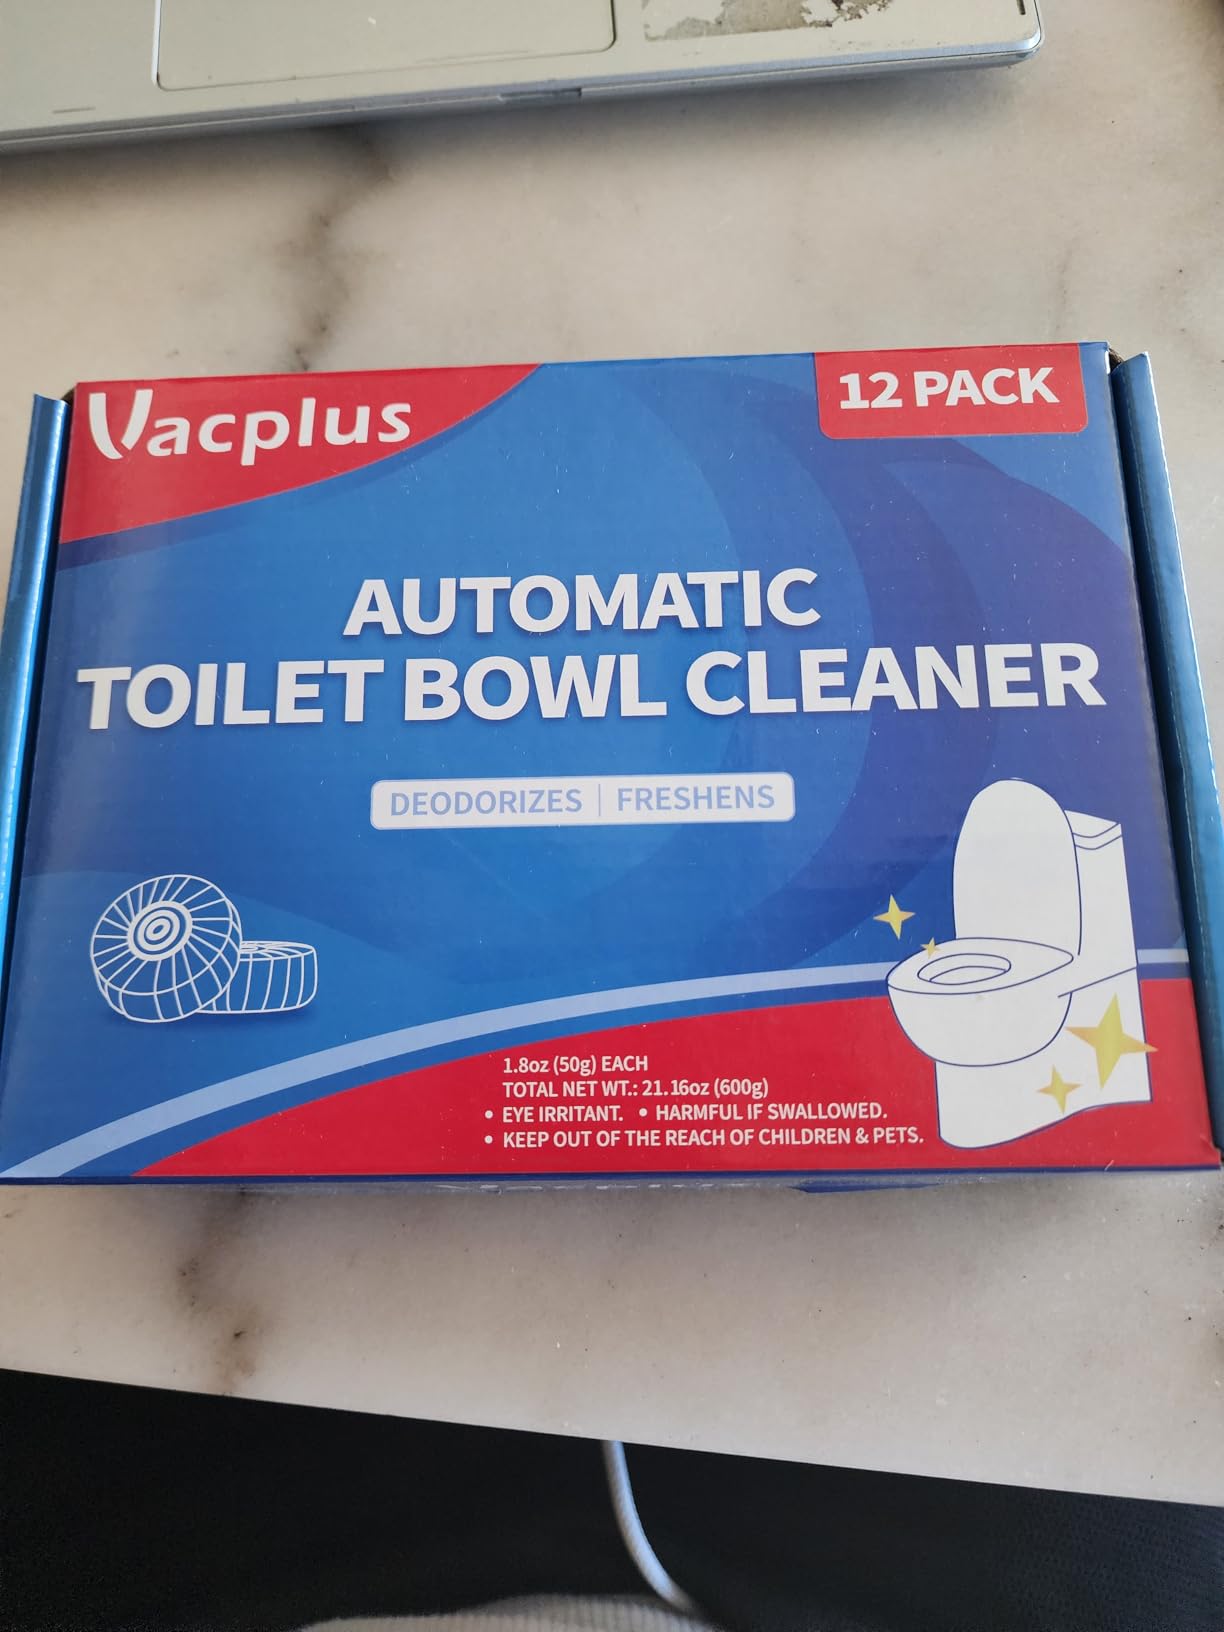 Vacplus
12 PACK
AUTOMATIC
TOILET BOWL CLEANER
DEODORIZES | FRESHENS
1.8oz (50g) EACH
TOTAL NET WT.: 21.16oz (600g)
• EYE IRRITANT. • HARMFUL IF SWALLOWED.
• KEEP OUT OF THE REACH OF CHILDREN & PETS.